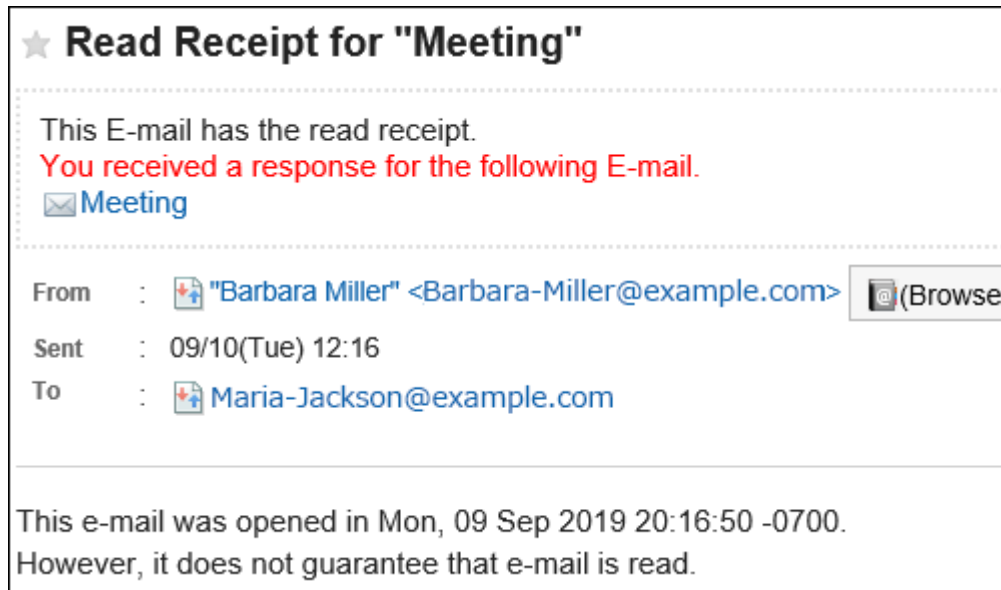 Read Receipt for "Meeting"
This E-mail has the read receipt.
You received a response for the following E-mail.
Meeting
From : "Barbara Miller" <Barbara-Miller@example.com> @(Browse
Sent : 09/10(Tue) 12:16
To : Maria-Jackson@example.com
This e-mail was opened in Mon, 09 Sep 2019 20:16:50 -0700.
However, it does not guarantee that e-mail is read.